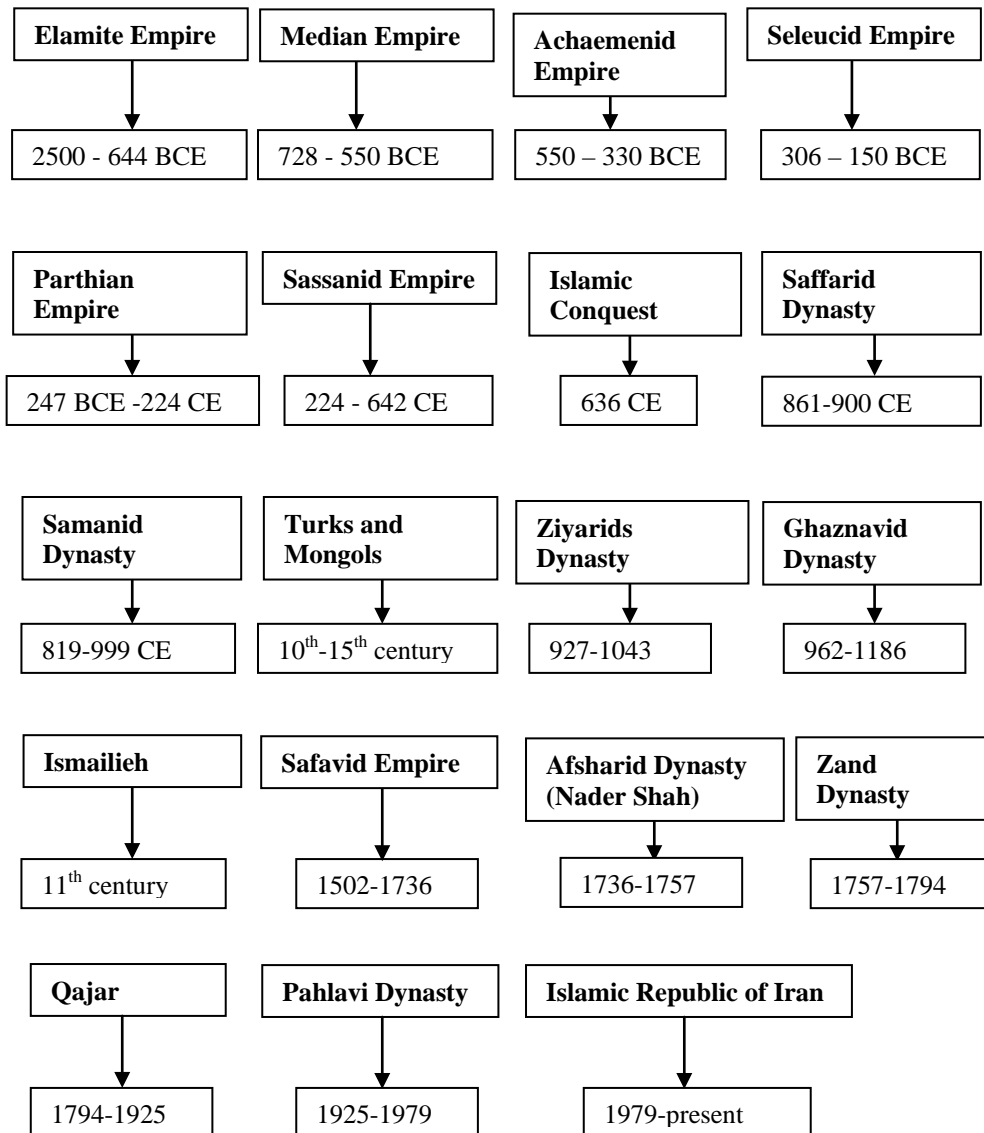 Elamite Empire
Median Empire
Achaemenid
Empire
Seleucid Empire
2500 - 644 BCE
728 - 550 BCE
550 – 330 BCE
306 – 150 BCE
Parthian
Empire
Sassanid Empire
Islamic
Conquest
Saffarid
Dynasty
247 BCE -224 CE
224 - 642 CE
636 CE
861-900 CE
Samanid
Dynasty
Turks and
Mongols
Ziyarids
Dynasty
Ghaznavid
Dynasty
819-999 CE
10th-15th century
927-1043
962-1186
Ismailieh
Safavid Empire
Afsharid Dynasty
(Nader Shah)
Zand
Dynasty
11th century
1502-1736
1736-1757
1757-1794
Qajar
Pahlavi Dynasty
Islamic Republic of Iran
1794-1925
1925-1979
1979-present